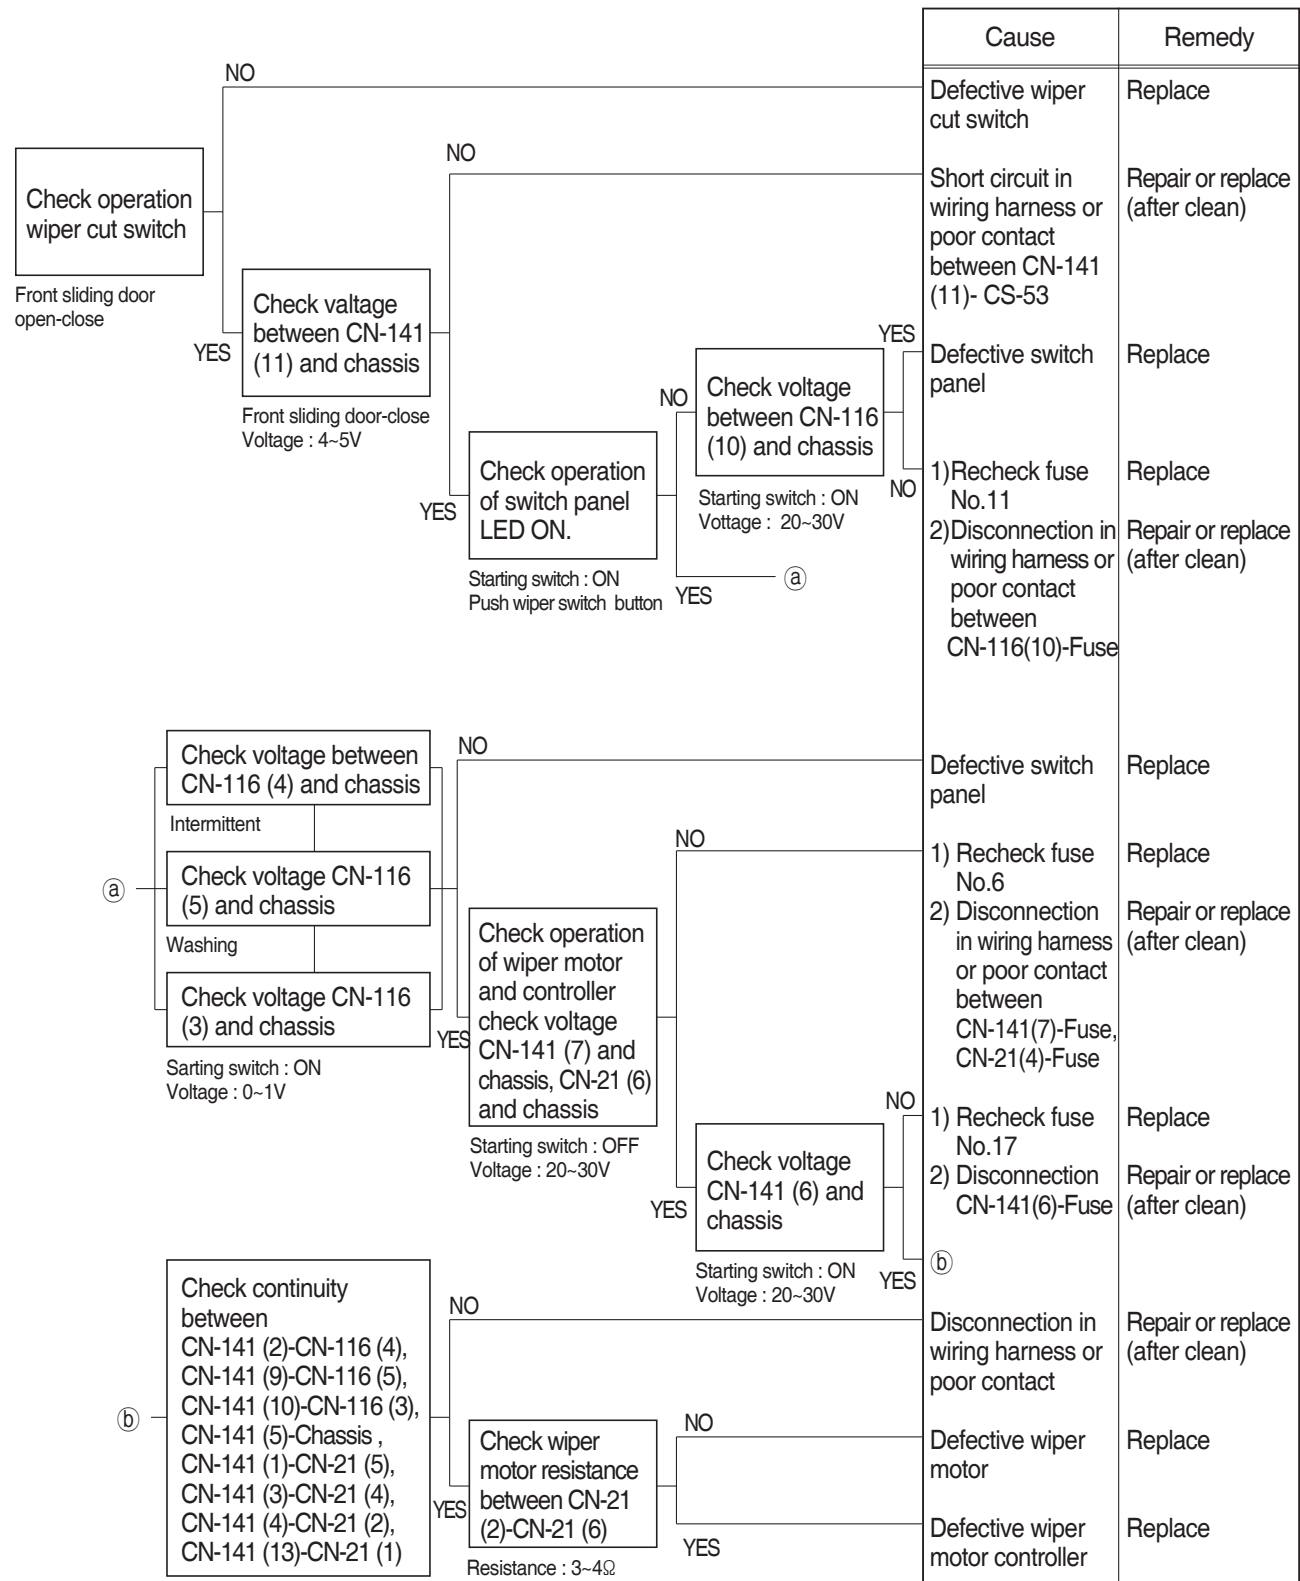 Cause
Remedy
NO
Defective wiper
cut switch
Replace
NO
Check operation
wiper cut switch
Front sliding door
open-close
Short circuit in
wiring harness or
poor contact
between CN-141
(11)- CS-53
Repair or replace
(after clean)
YES
Check valtage
between CN-141
(11) and chassis
Front sliding door-close
Voltage : 4~5V
YES
Defective switch
panel
Replace
NO
Check voltage
between CN-116
(10) and chassis
Starting switch : ON
Vottage : 20~30V
NO
YES
Check operation
of switch panel
LED ON.
Starting switch : ON
Push wiper switch button
YES
ⓐ
1)Recheck fuse
No.11
Replace
2)Disconnection in
wiring harness or
poor contact
between
CN-116(10)-Fuse
Repair or replace
(after clean)
ⓐ
Check voltage between
CN-116 (4) and chassis
Intermittent
Check voltage CN-116
(5) and chassis
Washing
Check voltage CN-116
(3) and chassis
Sarting switch : ON
Voltage : 0~1V
NO
Defective switch
panel
Replace
YES
Check operation
of wiper motor
and controller
check voltage
CN-141 (7) and
chassis, CN-21 (6)
and chassis
Starting switch : OFF
Voltage : 20~30V
NO
1) Recheck fuse
No.6
Replace
2) Disconnection
in wiring harness
or poor contact
between
CN-141(7)-Fuse,
CN-21(4)-Fuse
Repair or replace
(after clean)
YES
Check voltage
CN-141 (6) and
chassis
Starting switch : ON
Voltage : 20~30V
NO
1) Recheck fuse
No.17
Replace
2) Disconnection
CN-141(6)-Fuse
Repair or replace
(after clean)
YES
ⓑ
ⓑ
Check continuity
between
CN-141 (2)-CN-116 (4),
CN-141 (9)-CN-116 (5),
CN-141 (10)-CN-116 (3),
CN-141 (5)-Chassis ,
CN-141 (1)-CN-21 (5),
CN-141 (3)-CN-21 (4),
CN-141 (4)-CN-21 (2),
CN-141 (13)-CN-21 (1)
NO
Disconnection in
wiring harness or
poor contact
Repair or replace
(after clean)
YES
Check wiper
motor resistance
between CN-21
(2)-CN-21 (6)
Resistance : 3~4Ω
NO
Defective wiper
motor
Replace
YES
Defective wiper
motor controller
Replace